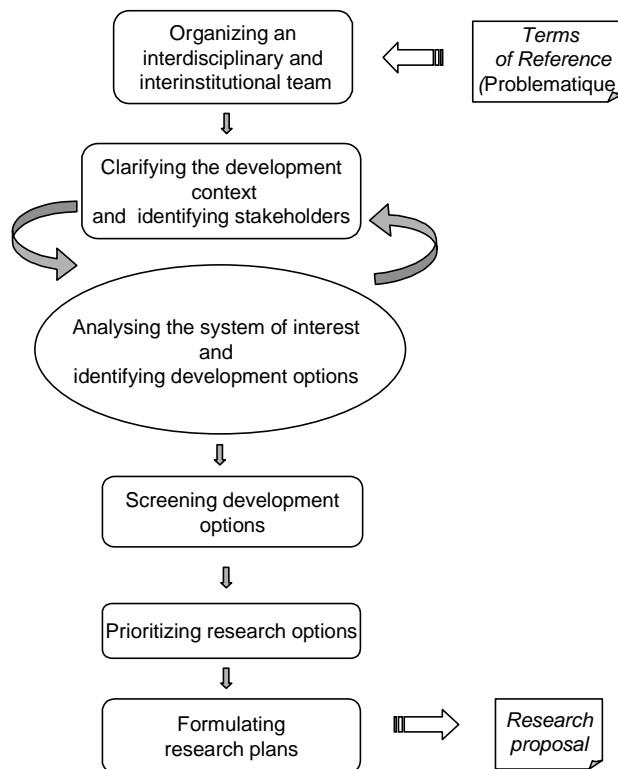 Organizing an
interdisciplinary and
interinstitutional team
Terms
of Reference
(Problematique
Clarifying the development
context
and identifying stakeholders
Analysing the system of interest
and
identifying development options
Screening development
options
Prioritizing research options
Formulating
research plans
Research
proposal